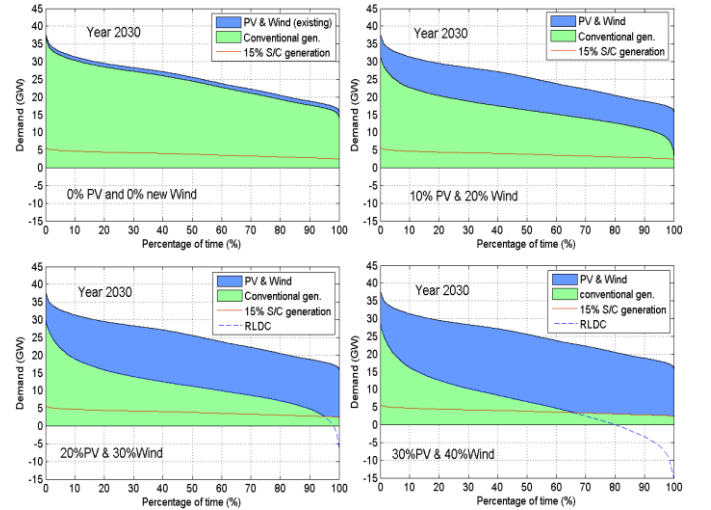 Year 2030
PV & Wind (existing)
Conventional gen.
15% S/C generation
Demand (GW)
45
40
35
30
25
20
15
10
5
0
-5
-10
-15
0% PV and 0% new Wind
0 10 20 30 40 50 60 70 80 90 100
Percentage of time (%)
Year 2030
PV & Wind
Conventional gen.
15% S/C generation
Demand (GW)
45
40
35
30
25
20
15
10
5
0
-5
-10
-15
10% PV & 20% Wind
0 10 20 30 40 50 60 70 80 90 100
Percentage of time (%)
Year 2030
PV & Wind
Conventional gen.
15% S/C generation
RLDC
Demand (GW)
45
40
35
30
25
20
15
10
5
0
-5
-10
-15
20%PV & 30%Wind
0 10 20 30 40 50 60 70 80 90 100
Percentage of time (%)
Year 2030
PV & Wind
conventional gen.
15% S/C generation
RLDC
Demand (GW)
45
40
35
30
25
20
15
10
5
0
-5
-10
-15
30%PV & 40%Wind
0 10 20 30 40 50 60 70 80 90 100
Percentage of time (%)